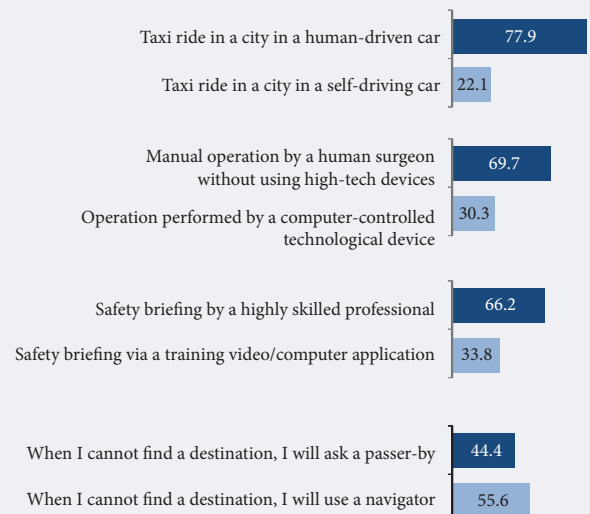 Taxi ride in a city in a human-driven car 77.9
Taxi ride in a city in a self-driving car 22.1
Manual operation by a human surgeon
without using high-tech devices 69.7
Operation performed by a computer-controlled
technological device 30.3
Safety briefing by a highly skilled professional 66.2
Safety briefing via a training video/computer application 33.8
When I cannot find a destination, I will ask a passer-by 44.4
When I cannot find a destination, I will use a navigator 55.6